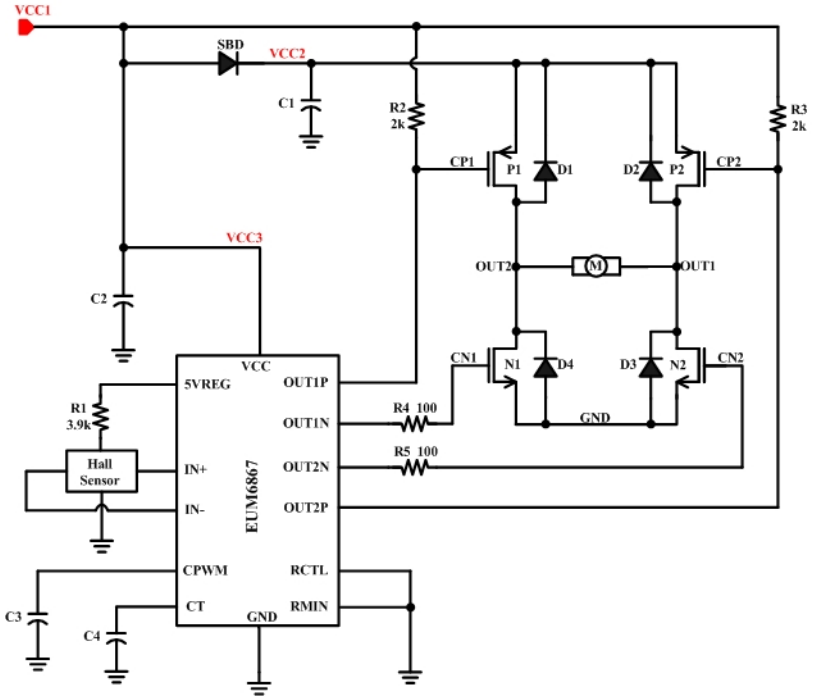 VCC1
SBD
VCC2
C1
R2
2k
R3
2k
CP1
P1
D1
D2
P2
CP2
VCC3
OUT2
M
OUT1
C2
CN1
N1
D4
D3
N2
CN2
VCC
5VREG
OUT1P
R1
3.9k
R4 100
GND
OUT1N
R5 100
Hall
Sensor
IN+
OUT2N
EUM6867
IN-
OUT2P
CPWM
RCTL
C3
CT
RMIN
C4
GND